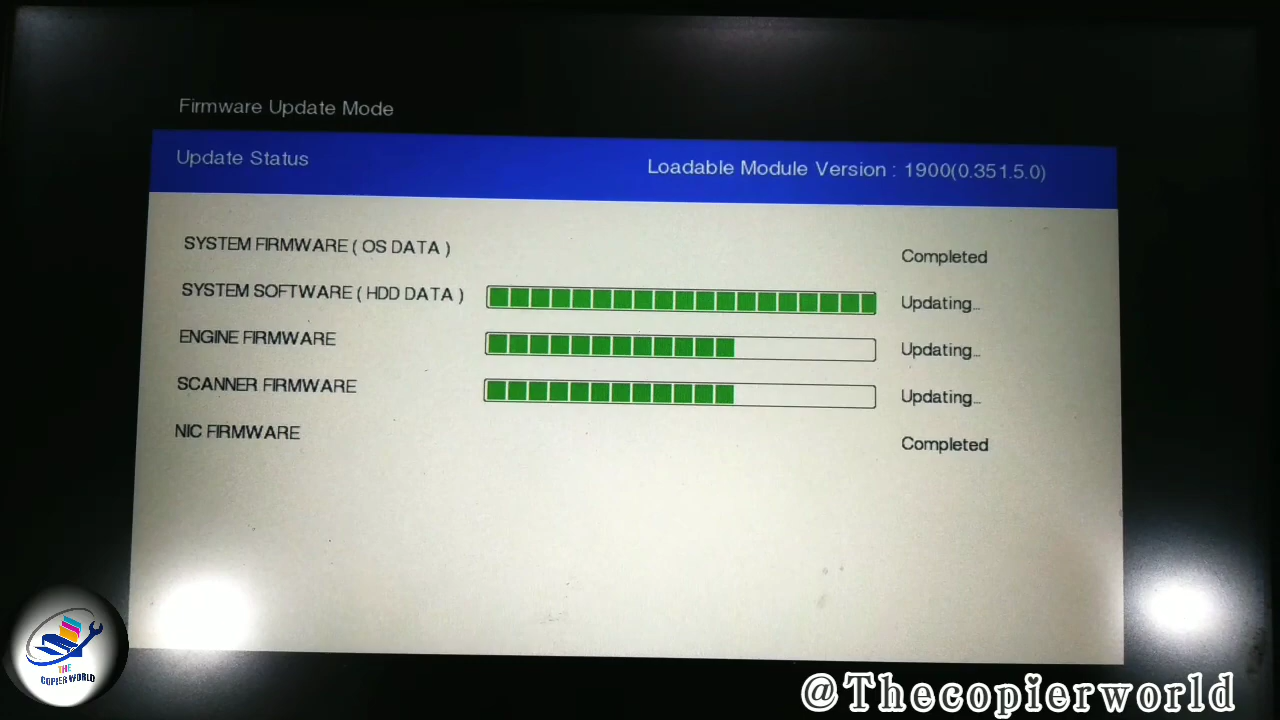 Firmware Update Mode
Update Status
Loadable Module Version : 1900(0.351.5.0)
SYSTEM FIRMWARE ( OS DATA )
Completed
SYSTEM SOFTWARE ( HDD DATA )
Updating...
ENGINE FIRMWARE
Updating...
SCANNER FIRMWARE
Updating...
NIC FIRMWARE
Completed
THE
COPIER WORLD
@Thecopierworld